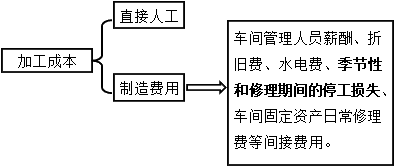 直接人工
加工成本
制造费用
车间管理人员薪酬、折
旧费、水电费、季节性
和修理期间的停工损失、
车间固定资产日常修理
费等间接费用。